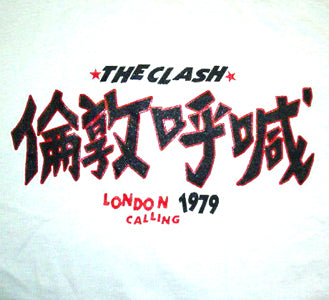 THE CLASH
倫敦呼喊
LONDON 1979
CALLING